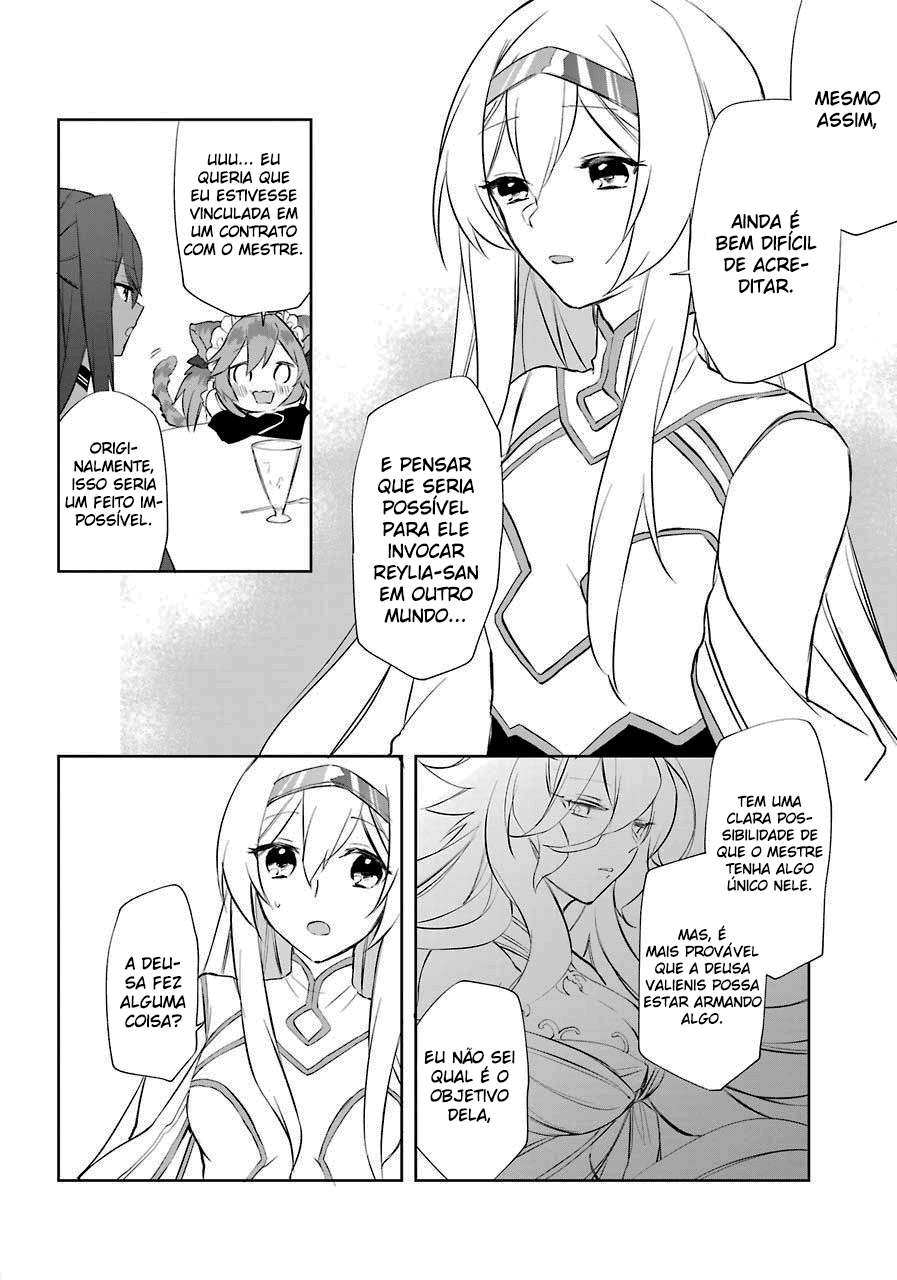 MESMO
ASSIM,
AINDA É
BEM DIFÍCIL
DE ACRE-
DITAR.
E PENSAR
QUE SERIA
POSSÍVEL
PARA ELE
INVOCAR
REYLIA-SAN
EM OUTRO
MUNDO...
UUU... EU
QUERIA QUE
EU ESTIVESSE
VINCULADA EM
UM CONTRATO
COM O MESTRE.
ORIGI-
NALMENTE,
ISSO SERIA
UM FEITO IM-
POSSÍVEL.
TEM UMA
CLARA POS-
SIBILIDADE DE
QUE O MESTRE
TENHA ALGO
ÚNICO NELE.
MAS, É
MAIS PROVÁVEL
QUE A DEUSA
VALIENIS POSSA
ESTAR ARMANDO
ALGO.
EU NÃO SEI
QUAL É O
OBJETIVO
DELA,
A DEU-
SA FEZ
ALGUMA
COISA?